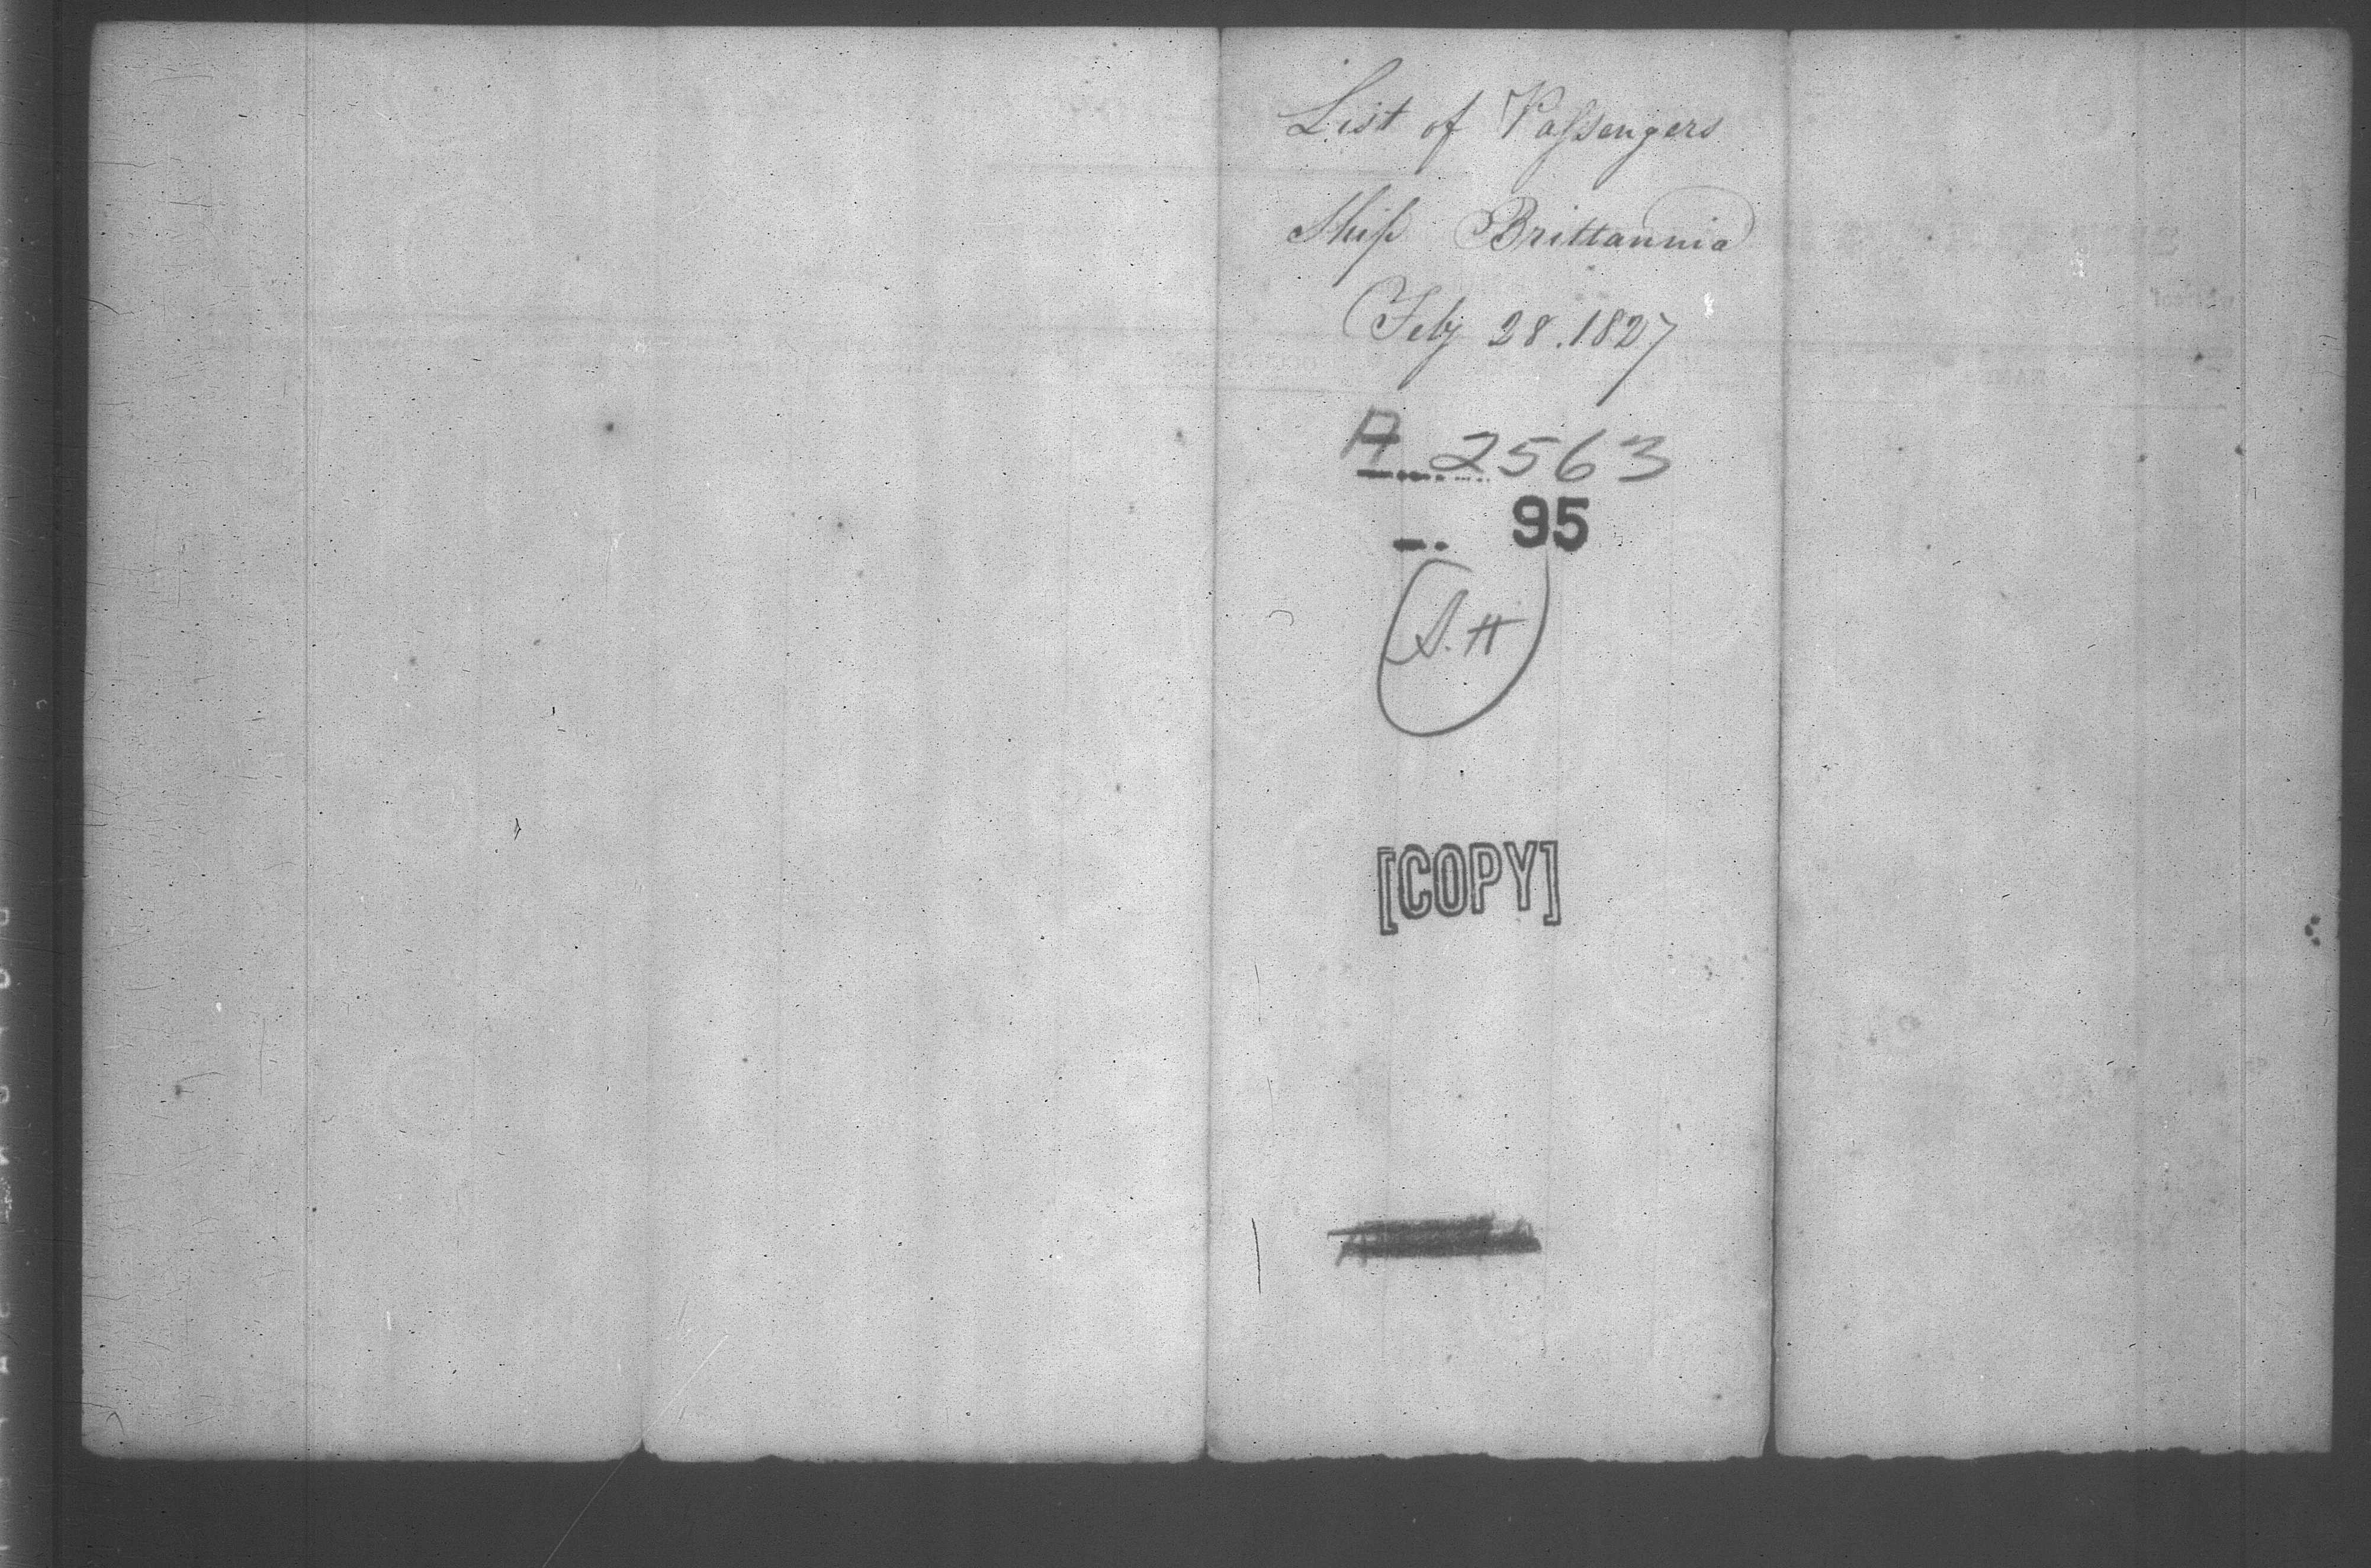 List of Passengers
Ship Brittannia
Feby 28. 1827
A 2563
95
S. H
[COPY]